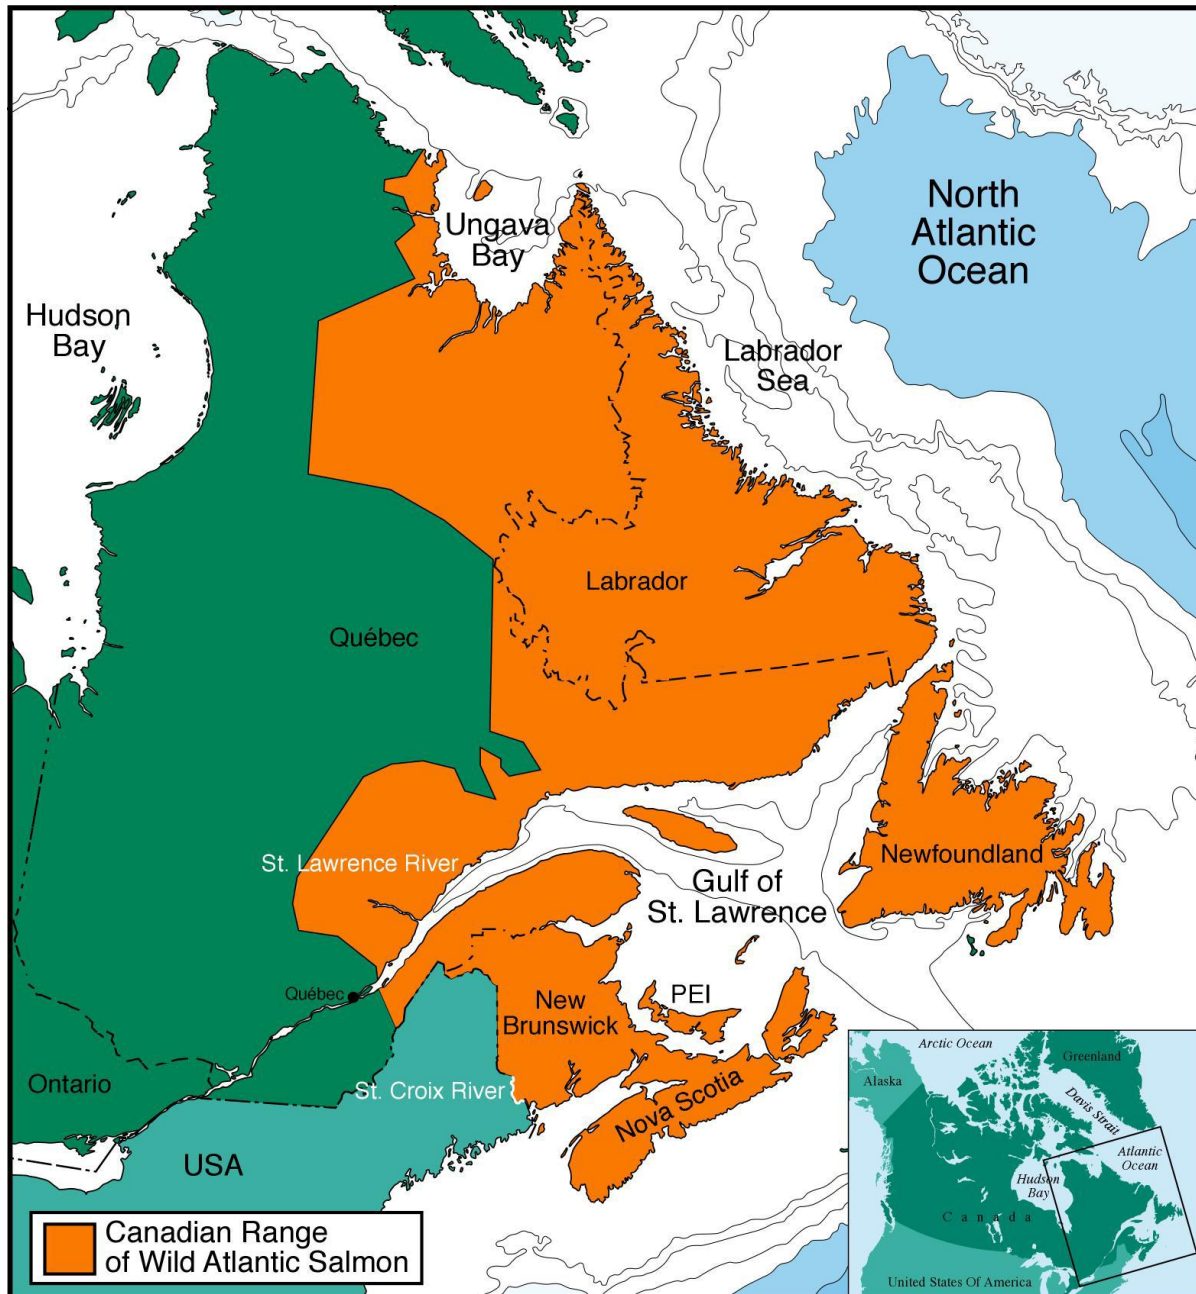 North
Atlantic
Ocean
Ungava
Bay
Hudson
Bay
Labrador
Sea
Labrador
Québec
St. Lawrence River
Newfoundland
Gulf of
St. Lawrence
Québec
New
Brunswick
PEI
Ontario
St. Croix River
Nova Scotia
USA
Canadian Range
of Wild Atlantic Salmon
Arctic Ocean
Greenland
Alaska
Davis Strait
Atlantic
Ocean
Hudson
Bay
Canada
United States Of America